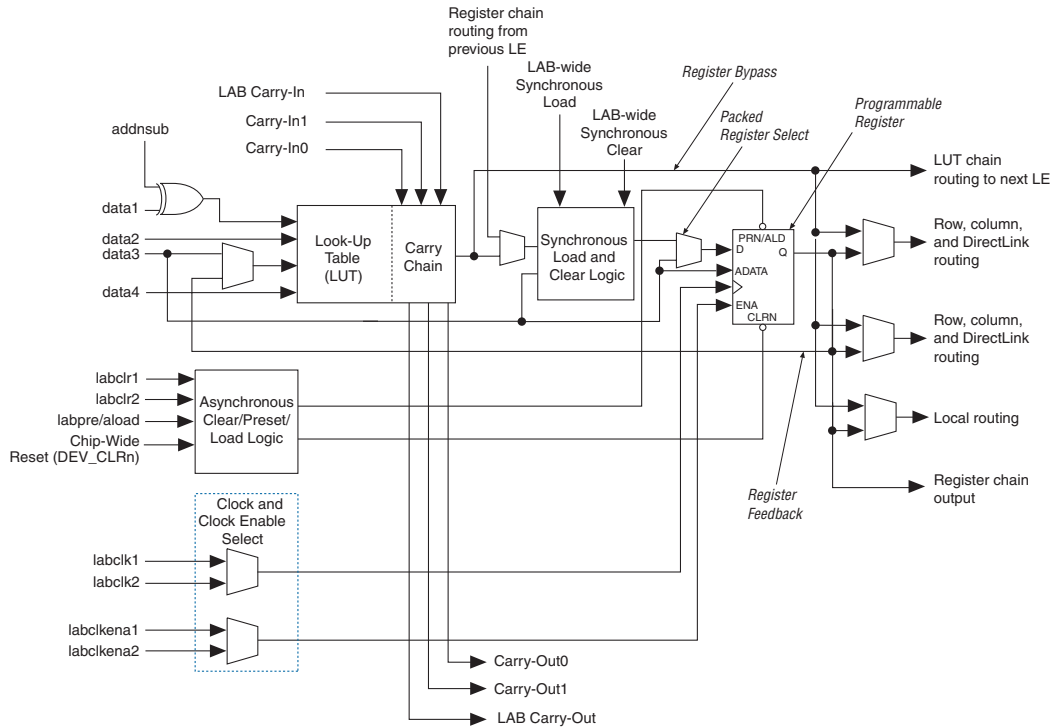 Register chain
routing from
previous LE
LAB-wide
Synchronous
Load
Register Bypass
LAB Carry-In
LAB-wide
Synchronous
Clear
Packed
Register Select
Programmable
Register
Carry-In1
addnsub
Carry-In0
LUT chain
routing to next LE
data1
data2
data3
data4
Look-Up
Table
(LUT)
Carry
Chain
Synchronous
Load and
Clear Logic
PRN/ALD
D
Q
ADATA
ENA
CLRN
Row, column,
and DirectLink
routing
Row, column,
and DirectLink
routing
labclr1
labclr2
labpre/aload
Chip-Wide
Reset (DEV_CLRn)
Asynchronous
Clear/Preset/
Load Logic
Local routing
Register
Feedback
Register chain
output
Clock and
Clock Enable
Select
labclk1
labclk2
labclkena1
labclkena2
Carry-Out0
Carry-Out1
LAB Carry-Out